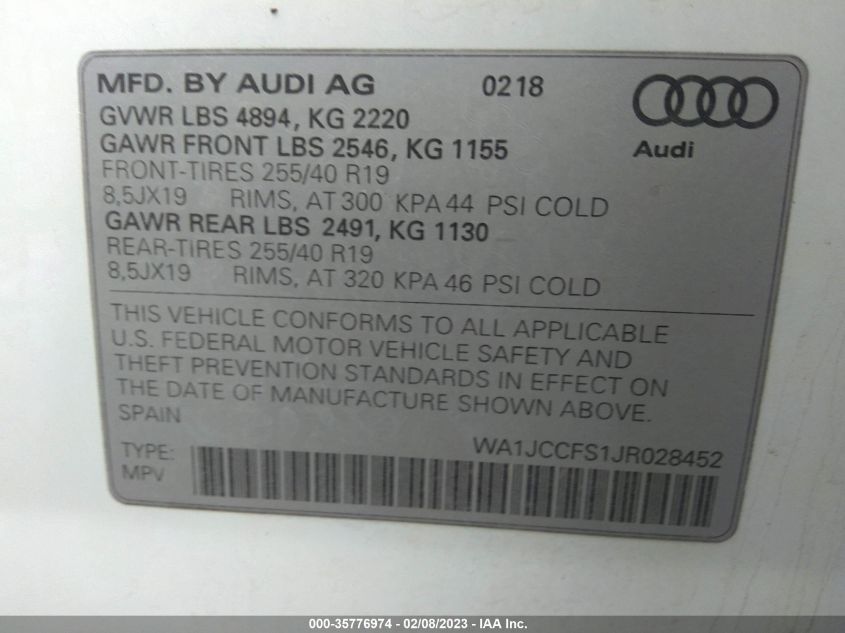 MFD. BY AUDI AG 0218
GVWR LBS 4894, KG 2220
GAWR FRONT LBS 2546, KG 1155
Audi
FRONT-TIRES 255/40 R19
8,5JX19 RIMS, AT 300 KPA 44 PSI COLD
GAWR REAR LBS 2491, KG 1130
REAR-TIRES 255/40 R19
8,5JX19 RIMS, AT 320 KPA 46 PSI COLD
THIS VEHICLE CONFORMS TO ALL APPLICABLE
U.S. FEDERAL MOTOR VEHICLE SAFETY AND
THEFT PREVENTION STANDARDS IN EFFECT ON
THE DATE OF MANUFACTURE SHOWN ABOVE.
SPAIN
WA1JCCFS1JR028452
TYPE:
MPV
000-35776974 - 02/08/2023 - IAA Inc.